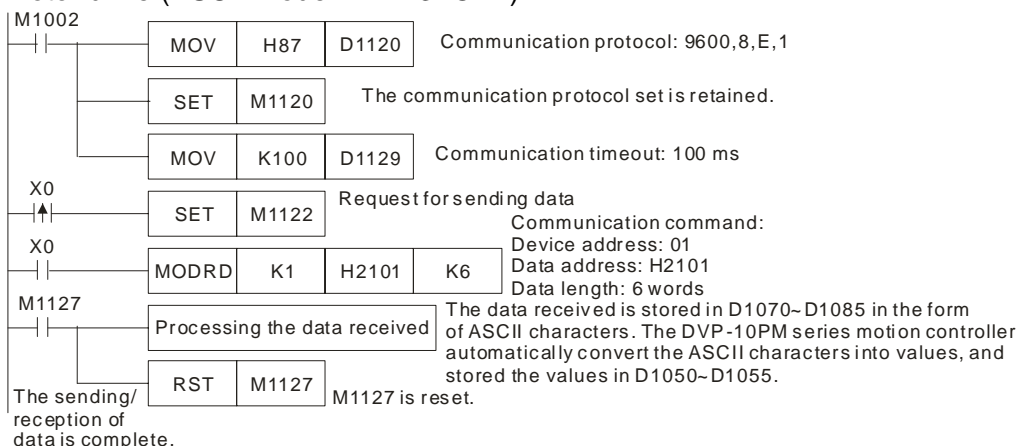 M1002
MOV H87 D1120 Communication protocol: 9600,8,E,1
SET M1120 The communication protocol set is retained.
MOV K100 D1129 Communication timeout: 100 ms
X0
SET M1122 Request for sending data
Communication command:
Device address: 01
X0
MODRD K1 H2101 K6 Data address: H2101
Data length: 6 words
M1127
Processing the data received
The data received is stored in D1070~D1085 in the form
of ASCII characters. The DVP-10PM series motion controller
automatically convert the ASCII characters into values, and
stored the values in D1050~D1055.
RST M1127 M1127 is reset.
The sending/
reception of
data is complete.